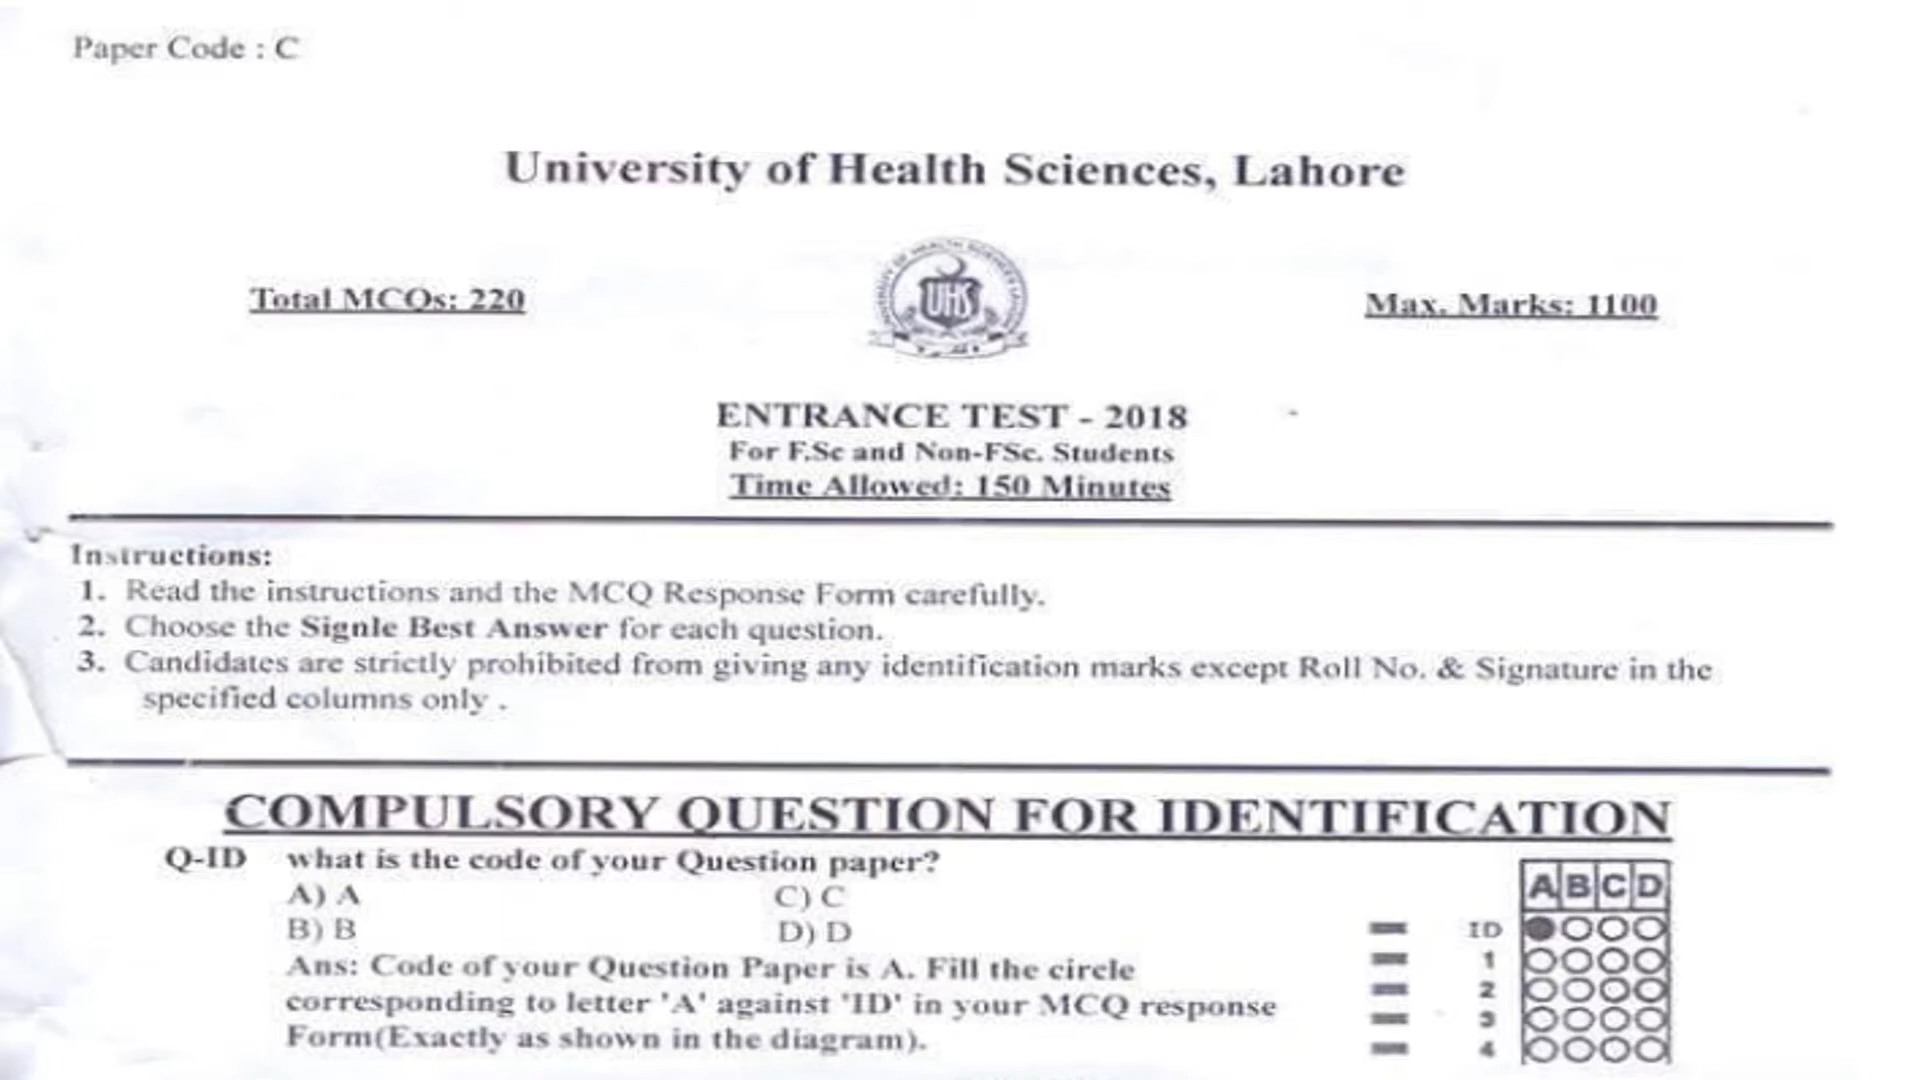 Paper Code : C
University of Health Sciences, Lahore
Total MCQs: 220
UHS
Max. Marks: 1100
ENTRANCE TEST - 2018
For F.Sc and Non-FSc. Students
Time Allowed: 150 Minutes
Instructions:
1. Read the instructions and the MCQ Response Form carefully.
2. Choose the Signle Best Answer for each question.
3. Candidates are strictly prohibited from giving any identification marks except Roll No. & Signature in the
specified columns only .
COMPULSORY QUESTION FOR IDENTIFICATION
Q-ID what is the code of your Question paper?
A) A C) C
B) B D) D
Ans: Code of your Question Paper is A. Fill the circle
corresponding to letter 'A' against 'ID' in your MCQ response
Form(Exactly as shown in the diagram).
A B C D
ID
1
2
3
4